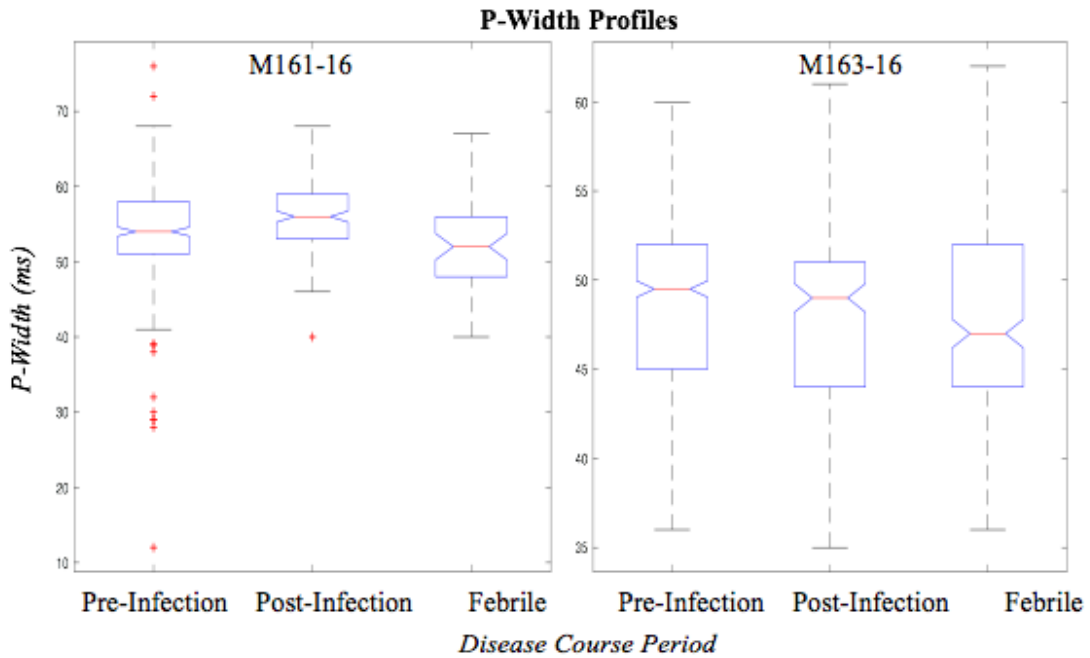 P-Width Profiles
M161-16
M163-16
P-Width (ms)
70
60
50
40
30
20
10
60
55
50
45
40
35
Pre-Infection Post-Infection Febrile
Pre-Infection Post-Infection Febrile
Disease Course Period